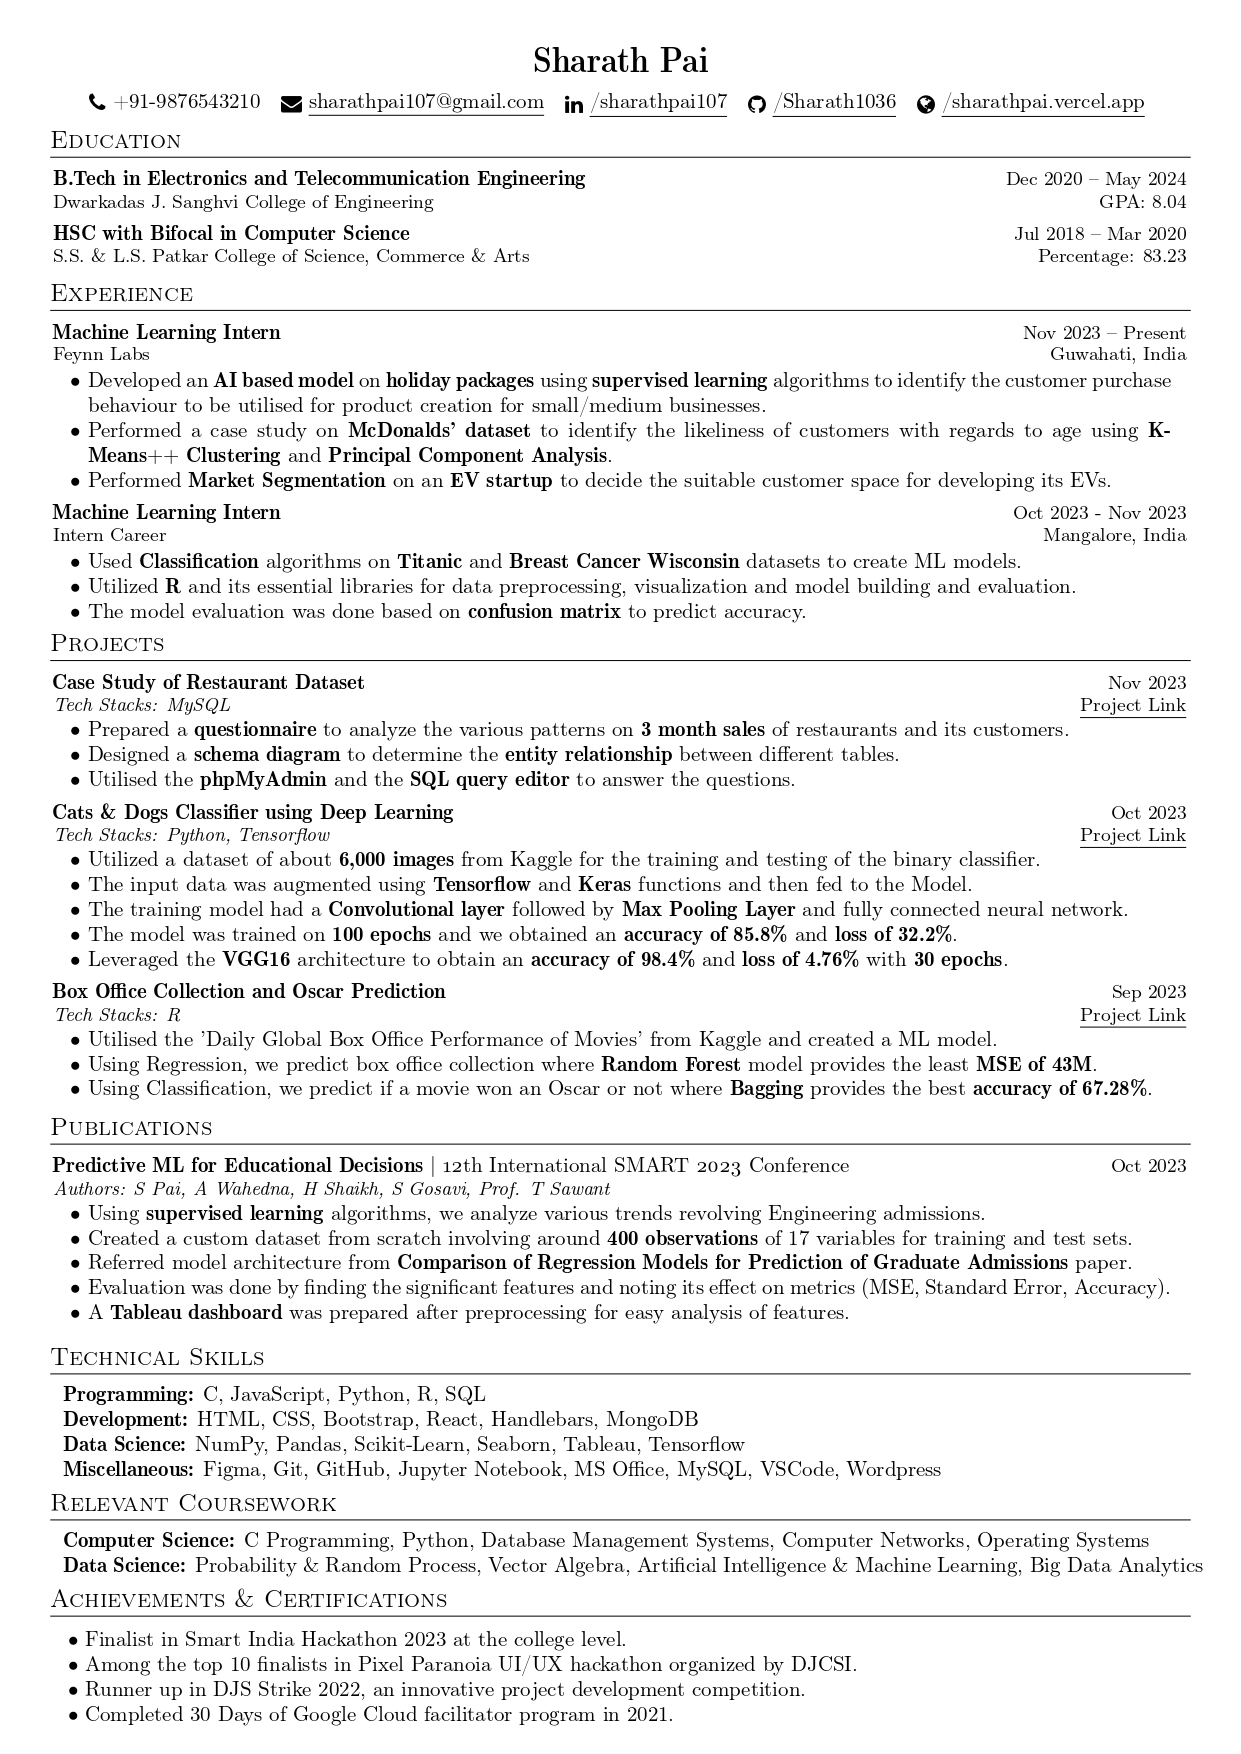 Sharath Pai
+91-9876543210 sharathpai107@gmail.com /sharathpai107 /Sharath1036 /sharathpai.vercel.app
Education
B.Tech in Electronics and Telecommunication Engineering Dec 2020 – May 2024
Dwarkadas J. Sanghvi College of Engineering GPA: 8.04
HSC with Bifocal in Computer Science Jul 2018 – Mar 2020
S.S. & L.S. Patkar College of Science, Commerce & Arts Percentage: 83.23
Experience
Machine Learning Intern Nov 2023 – Present
Feynn Labs Guwahati, India
• Developed an AI based model on holiday packages using supervised learning algorithms to identify the customer purchase
behaviour to be utilised for product creation for small/medium businesses.
• Performed a case study on McDonalds' dataset to identify the likeliness of customers with regards to age using K-
Means++ Clustering and Principal Component Analysis.
• Performed Market Segmentation on an EV startup to decide the suitable customer space for developing its EVs.
Machine Learning Intern Oct 2023 - Nov 2023
Intern Career Mangalore, India
• Used Classification algorithms on Titanic and Breast Cancer Wisconsin datasets to create ML models.
• Utilized R and its essential libraries for data preprocessing, visualization and model building and evaluation.
• The model evaluation was done based on confusion matrix to predict accuracy.
Projects
Case Study of Restaurant Dataset Nov 2023
Tech Stacks: MySQL Project Link
• Prepared a questionnaire to analyze the various patterns on 3 month sales of restaurants and its customers.
• Designed a schema diagram to determine the entity relationship between different tables.
• Utilised the phpMyAdmin and the SQL query editor to answer the questions.
Cats & Dogs Classifier using Deep Learning Oct 2023
Tech Stacks: Python, Tensorflow Project Link
• Utilized a dataset of about 6,000 images from Kaggle for the training and testing of the binary classifier.
• The input data was augmented using Tensorflow and Keras functions and then fed to the Model.
• The training model had a Convolutional layer followed by Max Pooling Layer and fully connected neural network.
• The model was trained on 100 epochs and we obtained an accuracy of 85.8% and loss of 32.2%.
• Leveraged the VGG16 architecture to obtain an accuracy of 98.4% and loss of 4.76% with 30 epochs.
Box Office Collection and Oscar Prediction Sep 2023
Tech Stacks: R Project Link
• Utilised the 'Daily Global Box Office Performance of Movies' from Kaggle and created a ML model.
• Using Regression, we predict box office collection where Random Forest model provides the least MSE of 43M.
• Using Classification, we predict if a movie won an Oscar or not where Bagging provides the best accuracy of 67.28%.
Publications
Predictive ML for Educational Decisions | 12th International SMART 2023 Conference Oct 2023
Authors: S Pai, A Wahedna, H Shaikh, S Gosavi, Prof. T Sawant
• Using supervised learning algorithms, we analyze various trends revolving Engineering admissions.
• Created a custom dataset from scratch involving around 400 observations of 17 variables for training and test sets.
• Referred model architecture from Comparison of Regression Models for Prediction of Graduate Admissions paper.
• Evaluation was done by finding the significant features and noting its effect on metrics (MSE, Standard Error, Accuracy).
• A Tableau dashboard was prepared after preprocessing for easy analysis of features.
Technical Skills
Programming: C, JavaScript, Python, R, SQL
Development: HTML, CSS, Bootstrap, React, Handlebars, MongoDB
Data Science: NumPy, Pandas, Scikit-Learn, Seaborn, Tableau, Tensorflow
Miscellaneous: Figma, Git, GitHub, Jupyter Notebook, MS Office, MySQL, VSCode, Wordpress
Relevant Coursework
Computer Science: C Programming, Python, Database Management Systems, Computer Networks, Operating Systems
Data Science: Probability & Random Process, Vector Algebra, Artificial Intelligence & Machine Learning, Big Data Analytics
Achievements & Certifications
• Finalist in Smart India Hackathon 2023 at the college level.
• Among the top 10 finalists in Pixel Paranoia UI/UX hackathon organized by DJCSI.
• Runner up in DJS Strike 2022, an innovative project development competition.
• Completed 30 Days of Google Cloud facilitator program in 2021.